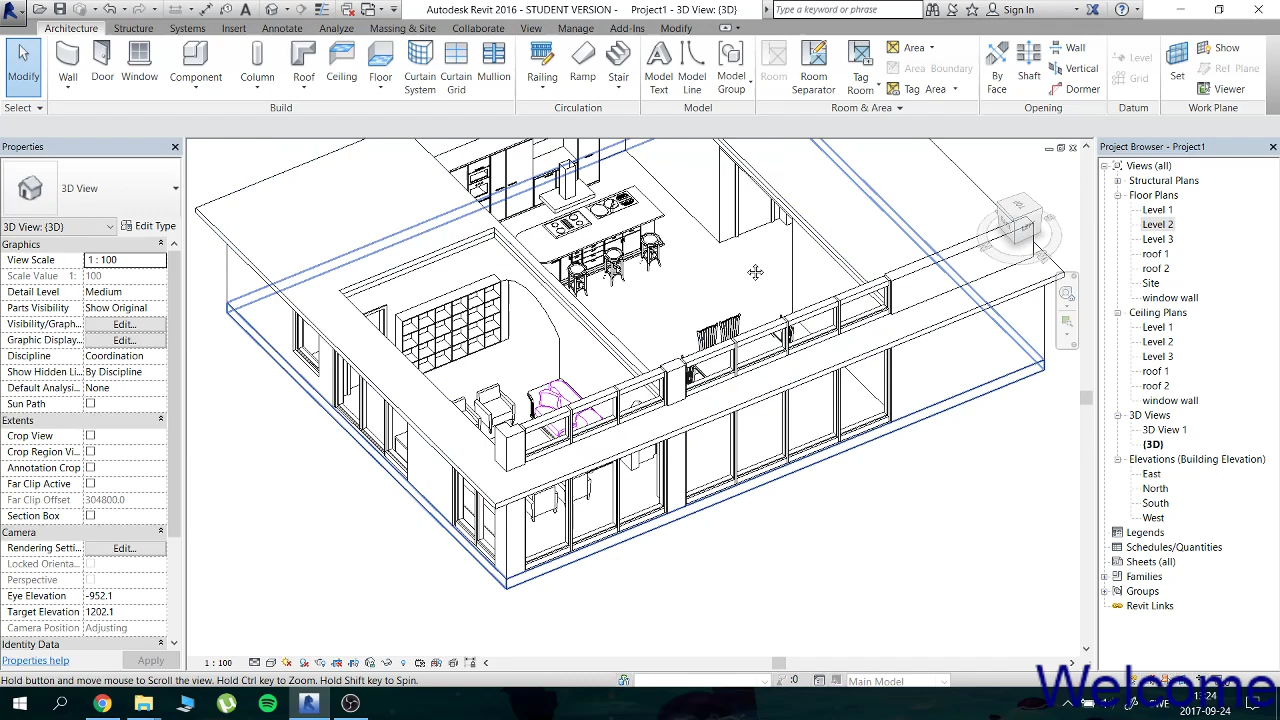 Autodesk Revit 2016 - STUDENT VERSION - Project1 - 3D View: {3D}
Type a keyword or phrase
Sign In
Architecture Structure Systems Insert Annotate Analyze Massing & Site Collaborate View Manage Add-Ins Modify
Modify Wall Door Window Component Column Roof Ceiling Floor Curtain System Curtain Grid Mullion Railing Ramp Stair Model Text Model Line Model Group Room Room Separator Tag Room Area Area Boundary Tag Area By Face Shaft Wall Vertical Dormer Level Grid Set Show Ref Plane Viewer
Select Build Circulation Model Room & Area Opening Datum Work Plane
Properties
3D View
3D View: {3D} Edit Type
Graphics
View Scale 1 : 100
Scale Value 1: 100
Detail Level Medium
Parts Visibility Show Original
Visibility/Graph... Edit...
Graphic Display... Edit...
Discipline Coordination
Show Hidden Li... By Discipline
Default Analysi... None
Sun Path
Extents
Crop View
Crop Region Vi...
Annotation Crop
Far Clip Active
Far Clip Offset 304800.0
Section Box
Camera
Rendering Setti... Edit...
Locked Orienta...
Perspective
Eye Elevation -952.1
Target Elevation 1202.1
Camera Position Adjusting
Identity Data
Properties help Apply
1 : 100
Project Browser - Project1
Views (all)
Structural Plans
Floor Plans
Level 1
Level 2
Level 3
roof 1
roof 2
Site
window wall
Ceiling Plans
Level 1
Level 2
Level 3
roof 1
roof 2
window wall
3D Views
3D View 1
{3D}
Elevations (Building Elevation)
East
North
South
West
Legends
Schedules/Quantities
Sheets (all)
Families
Groups
Revit Links
Hold button and move mouse to Scroll the view. Hold Ctrl key to Zoom. Hold Shift key to Spin.
:0 Main Model
Welcome
13:24
2017-09-24